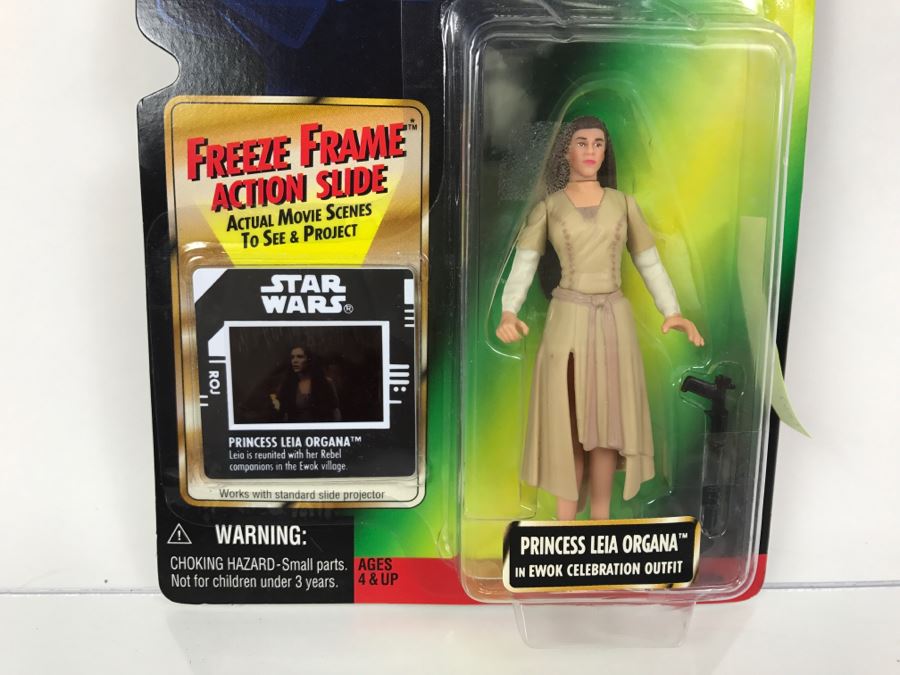 FREEZE FRAME™*
ACTION SLIDE
ACTUAL MOVIE SCENES
TO SEE & PROJECT
STAR
WARS®
ROJ
PRINCESS LEIA ORGANA™
Leia is reunited with her Rebel
companions in the Ewok village.
Works with standard slide projector
WARNING:
CHOKING HAZARD-Small parts.
Not for children under 3 years.
AGES
4 & UP
PRINCESS LEIA ORGANA™
IN EWOK CELEBRATION OUTFIT